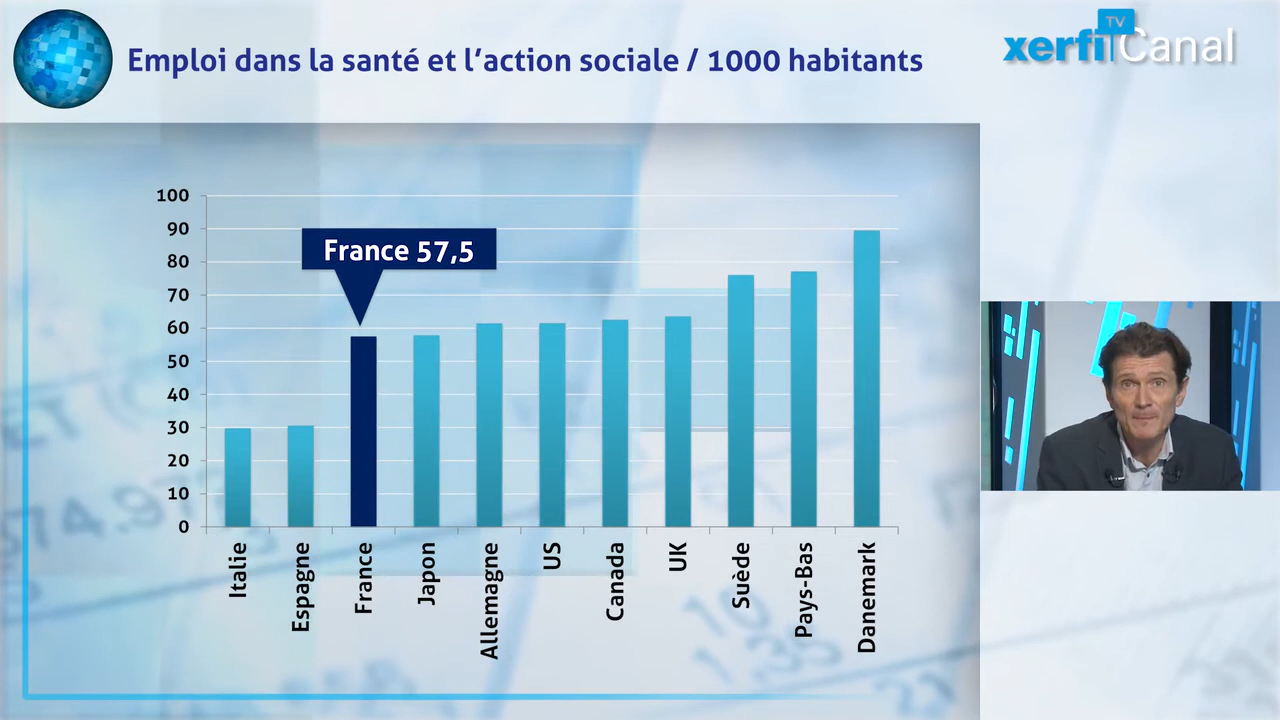 Emploi dans la santé et l'action sociale / 1000 habitants
TV
xerfi Canal
100
90
80
70
60
50
40
30
20
10
0
France 57,5
Italie
Espagne
France
Japon
Allemagne
US
Canada
UK
Suède
Pays-Bas
Danemark